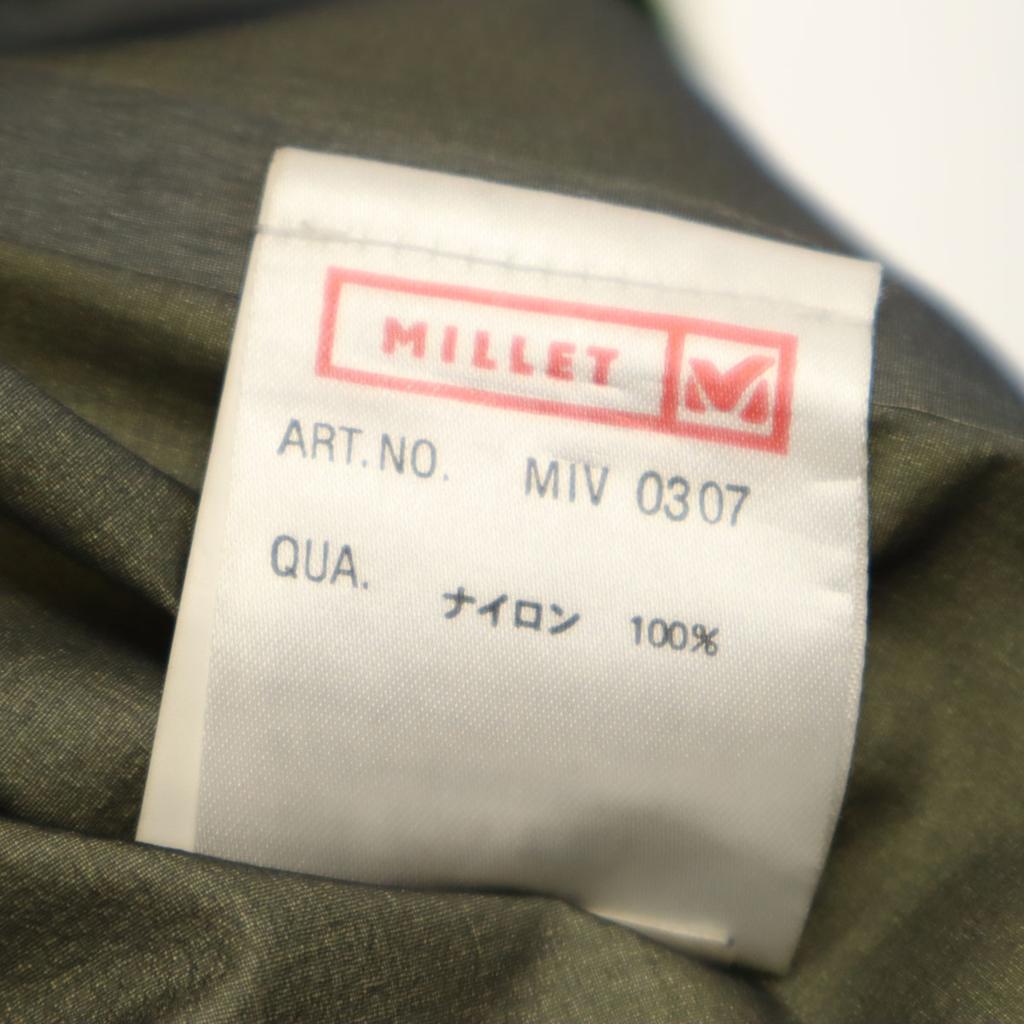 MILLET
ART.NO. MIV 0307
QUA. ナイロン 100%